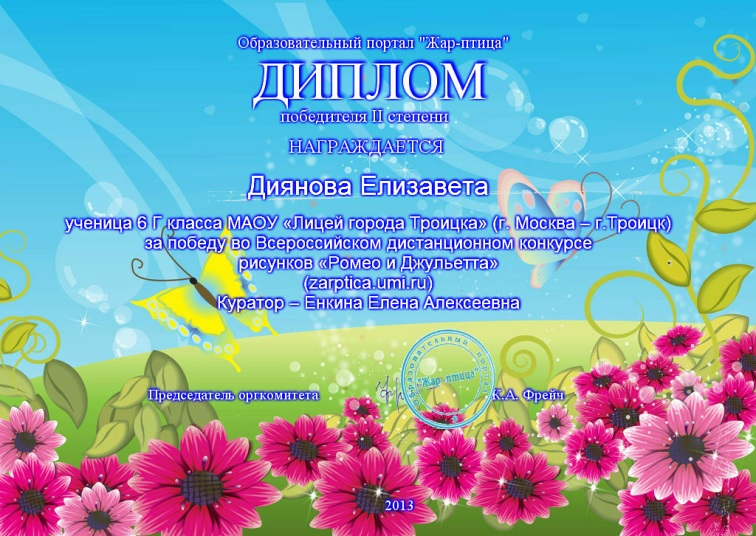 Образовательный портал "Жар-птица"
ДИПЛОМ
победителя II степени
НАГРАЖДАЕТСЯ
Диянова Елизавета
ученица 6 Г класса МАОУ «Лицей города Троицка» (г. Москва – г.Троицк)
за победу во Всероссийском дистанционном конкурсе
рисунков «Ромео и Джульетта»
(zarptica.umi.ru)
Куратор – Енкина Елена Алексеевна
Образовательный портал
"Жар-птица"
Председатель оргкомитета
К.А. Фрейч
2013